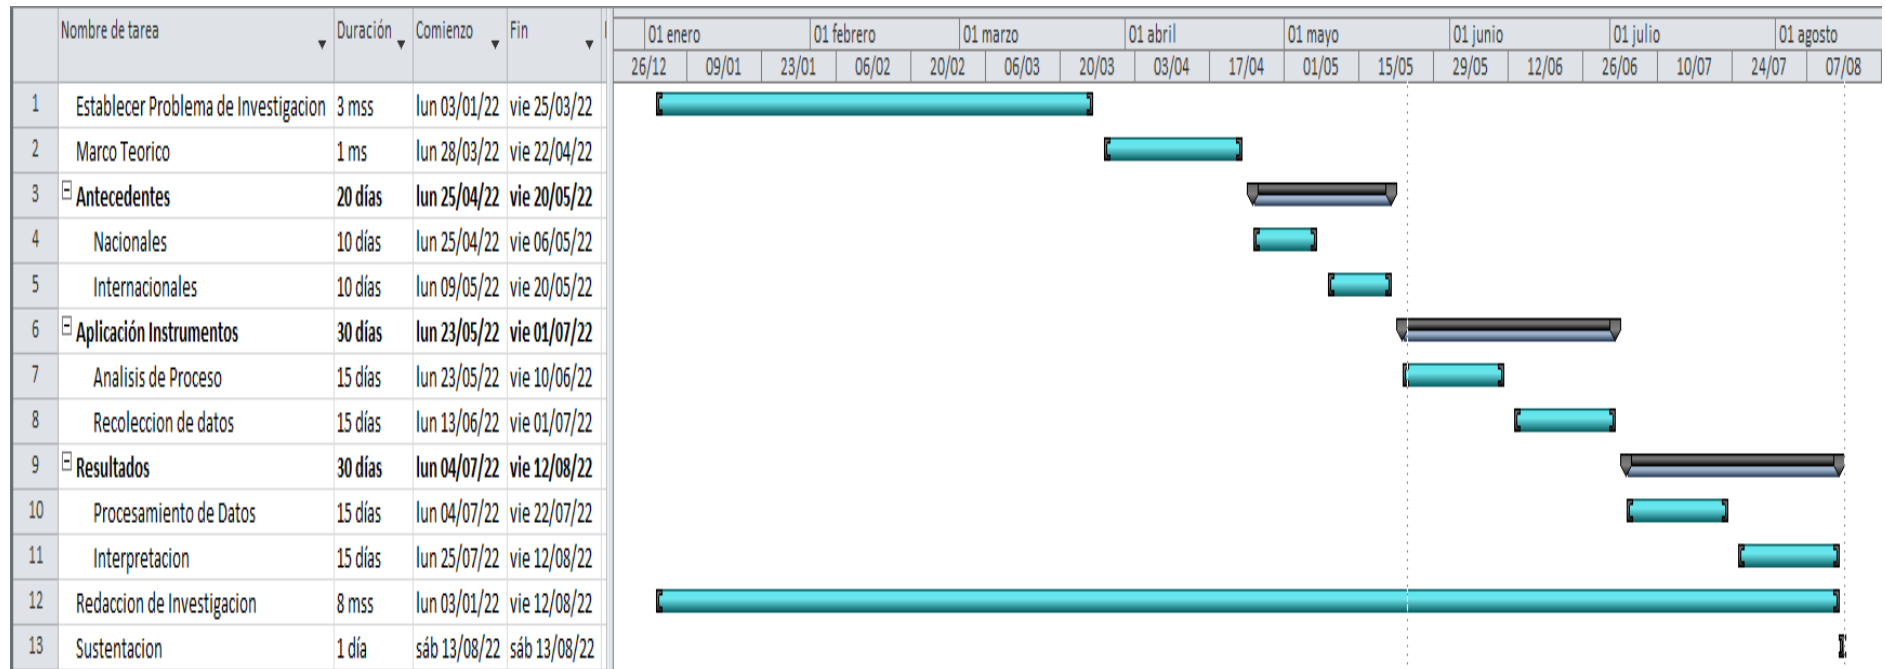 Nombre de tarea Duración Comienzo Fin
01 enero 01 febrero 01 marzo 01 abril 01 mayo 01 junio 01 julio 01 agosto
26/12 09/01 23/01 06/02 20/02 06/03 20/03 03/04 17/04 01/05 15/05 29/05 12/06 26/06 10/07 24/07 07/08
1 Establecer Problema de Investigacion 3 mss lun 03/01/22 vie 25/03/22
2 Marco Teorico 1 ms lun 28/03/22 vie 22/04/22
3 Antecedentes 20 días lun 25/04/22 vie 20/05/22
4 Nacionales 10 días lun 25/04/22 vie 06/05/22
5 Internacionales 10 días lun 09/05/22 vie 20/05/22
6 Aplicación Instrumentos 30 días lun 23/05/22 vie 01/07/22
7 Analisis de Proceso 15 días lun 23/05/22 vie 10/06/22
8 Recoleccion de datos 15 días lun 13/06/22 vie 01/07/22
9 Resultados 30 días lun 04/07/22 vie 12/08/22
10 Procesamiento de Datos 15 días lun 04/07/22 vie 22/07/22
11 Interpretacion 15 días lun 25/07/22 vie 12/08/22
12 Redaccion de Investigacion 8 mss lun 03/01/22 vie 12/08/22
13 Sustentacion 1 día sáb 13/08/22 sáb 13/08/22